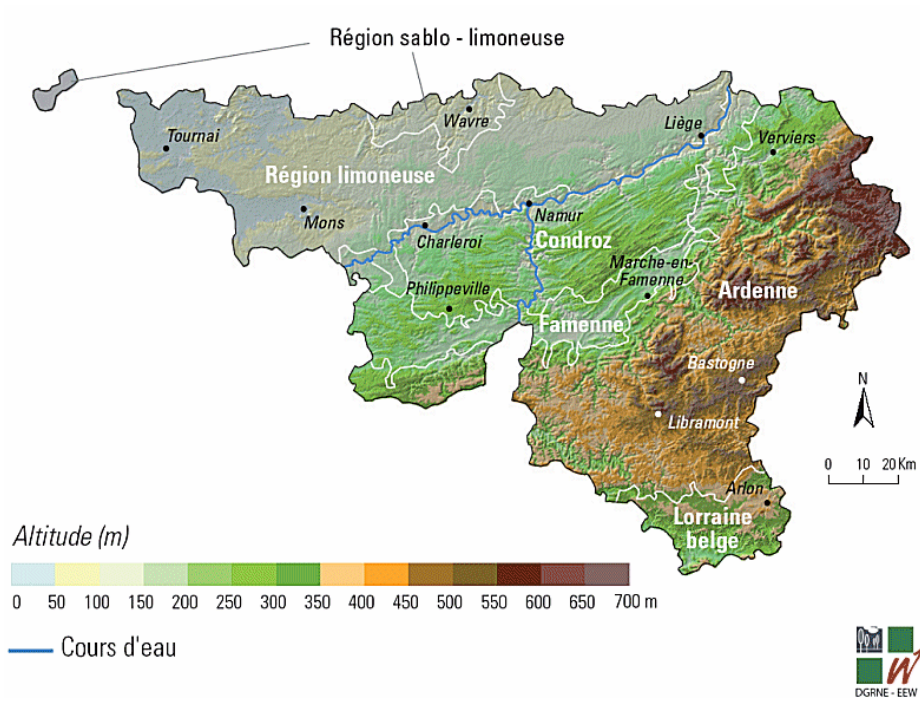 Région sablo - limoneuse
Wavre
Liège
Tournai
Verviers
Région limoneuse
Mons
Namur
Charleroi
Condroz
Marche-en-
Famenne
Philippeville
Ardenne
Famenne
Bastogne
N
Libramont
0 10 20 Km
Arlon
Lorraine
belge
Altitude (m)
0 50 100 150 200 250 300 350 400 450 500 550 600 650 700 m
Cours d'eau
W
DGRNE - EEW